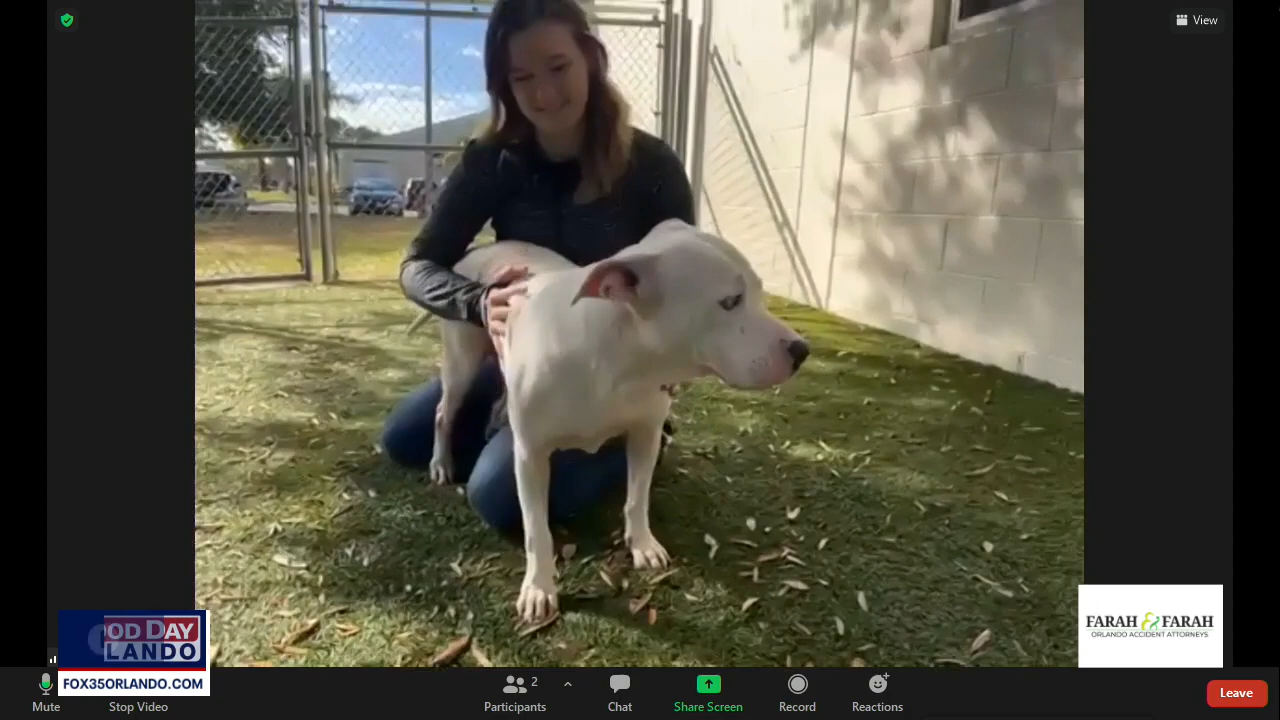 View
OD DAY
LANDO
FOX35ORLANDO.COM
FARAH & FARAH
ORLANDO ACCIDENT ATTORNEYS
Mute
Stop Video
2
Participants
Chat
Share Screen
Record
Reactions
Leave